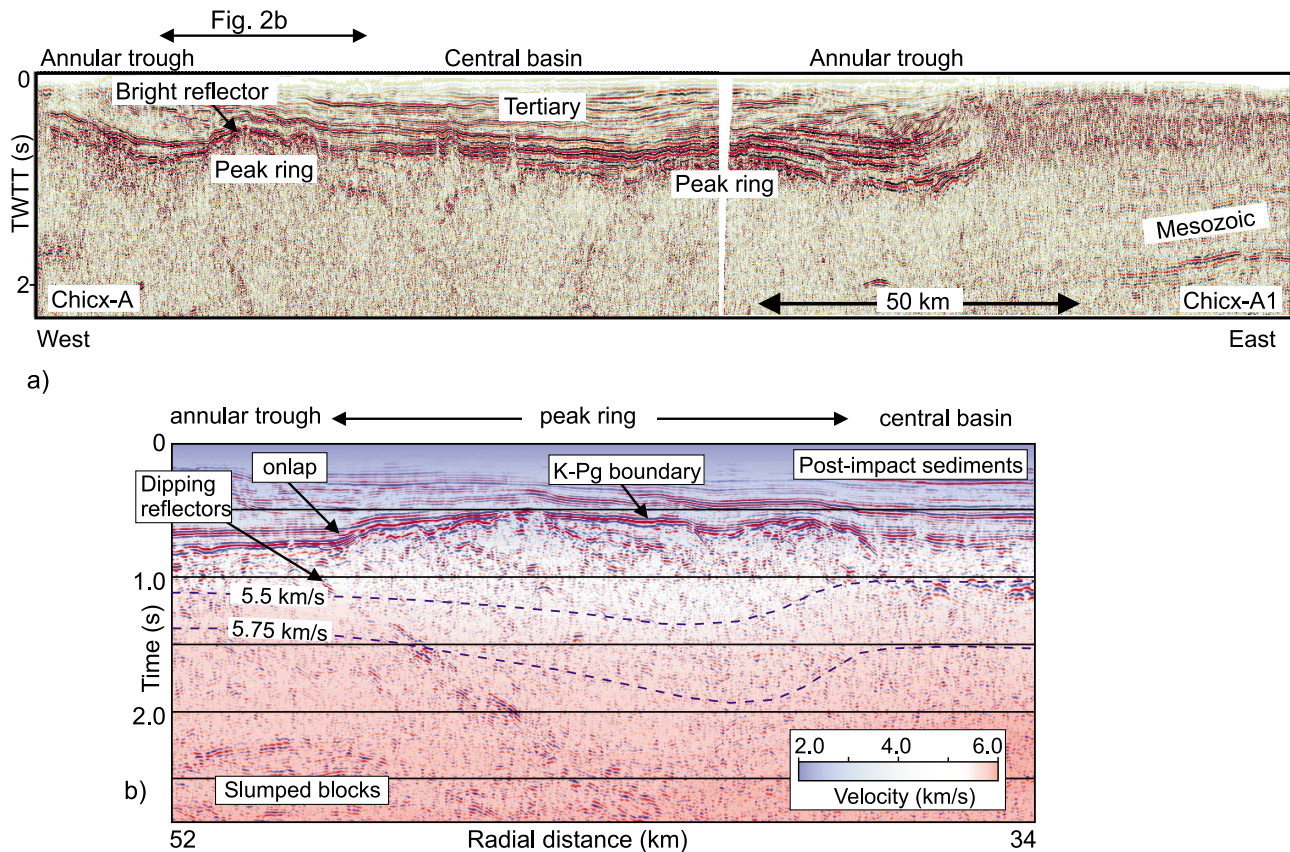 Fig. 2b
Annular trough Central basin Annular trough
0
Bright reflector
Tertiary
Peak ring
Peak ring
TWTT (s)
Mesozoic
2
Chicx-A
50 km
Chicx-A1
West East
a)
annular trough peak ring central basin
0
onlap
K-Pg boundary
Post-impact sediments
Dipping
reflectors
1.0
5.5 km/s
5.75 km/s
Time (s)
2.0
2.0 4.0 6.0
Velocity (km/s)
Slumped blocks
b)
52 Radial distance (km) 34